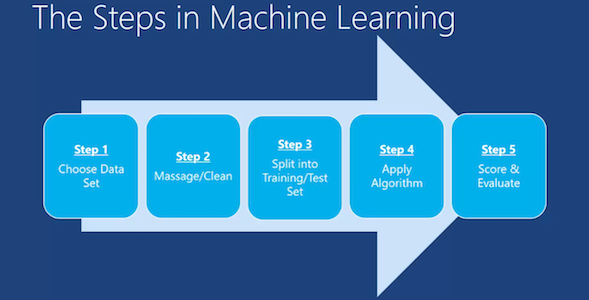 The Steps in Machine Learning
Step 1
Choose Data
Set
Step 2
Massage/Clean
Step 3
Split into
Training/Test
Set
Step 4
Apply
Algorithm
Step 5
Score &
Evaluate